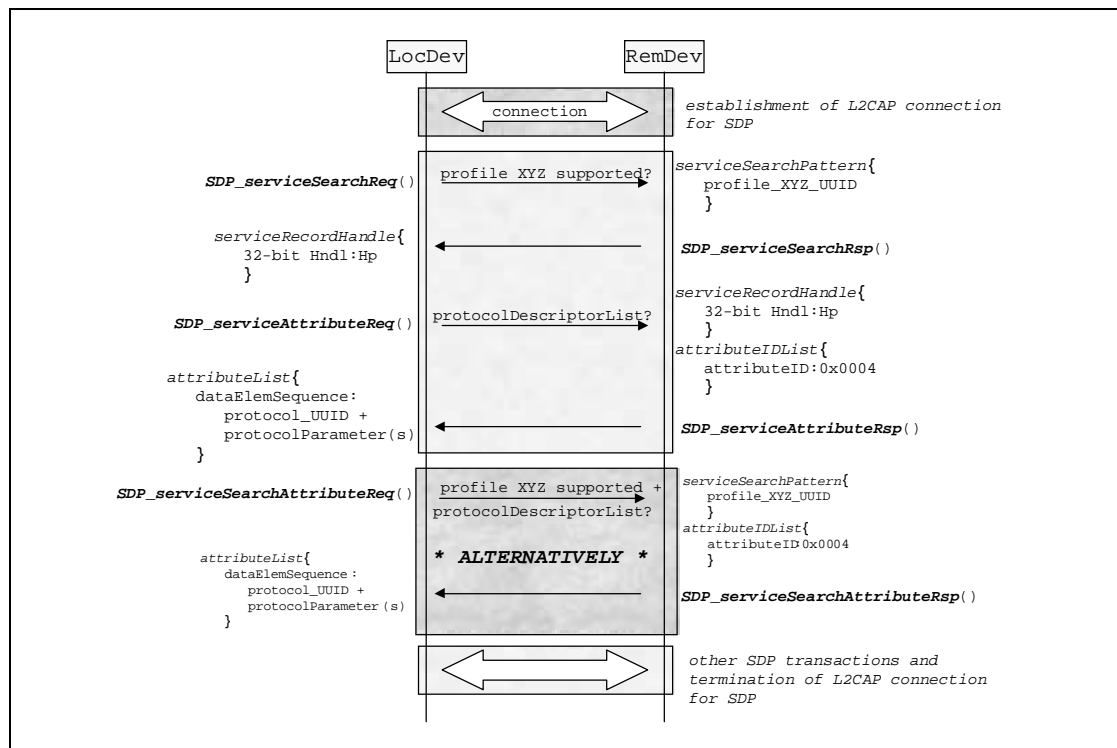 LocDev
RemDev
connection
establishment of L2CAP connection
for SDP
SDP_serviceSearchReq()
profile XYZ supported?
serviceSearchPattern{
profile_XYZ_UUID
}
serviceRecordHandle{
32-bit Hndl:Hp
}
SDP_serviceSearchRsp()
SDP_serviceAttributeReq()
protocolDescriptorList?
serviceRecordHandle{
32-bit Hndl:Hp
}
attributeIDList{
attributeID:0x0004
}
attributeList{
dataElemSequence:
protocol_UUID +
protocolParameter(s)
}
SDP_serviceAttributeRsp()
SDP_serviceSearchAttributeReq()
profile XYZ supported +
protocolDescriptorList?
serviceSearchPattern{
profile_XYZ_UUID
}
attributeIDList{
attributeID:0x0004
}
* ALTERNATIVELY *
attributeList{
dataElemSequence:
protocol_UUID +
protocolParameter(s)
}
SDP_serviceSearchAttributeRsp()
other SDP transactions and
termination of L2CAP connection
for SDP